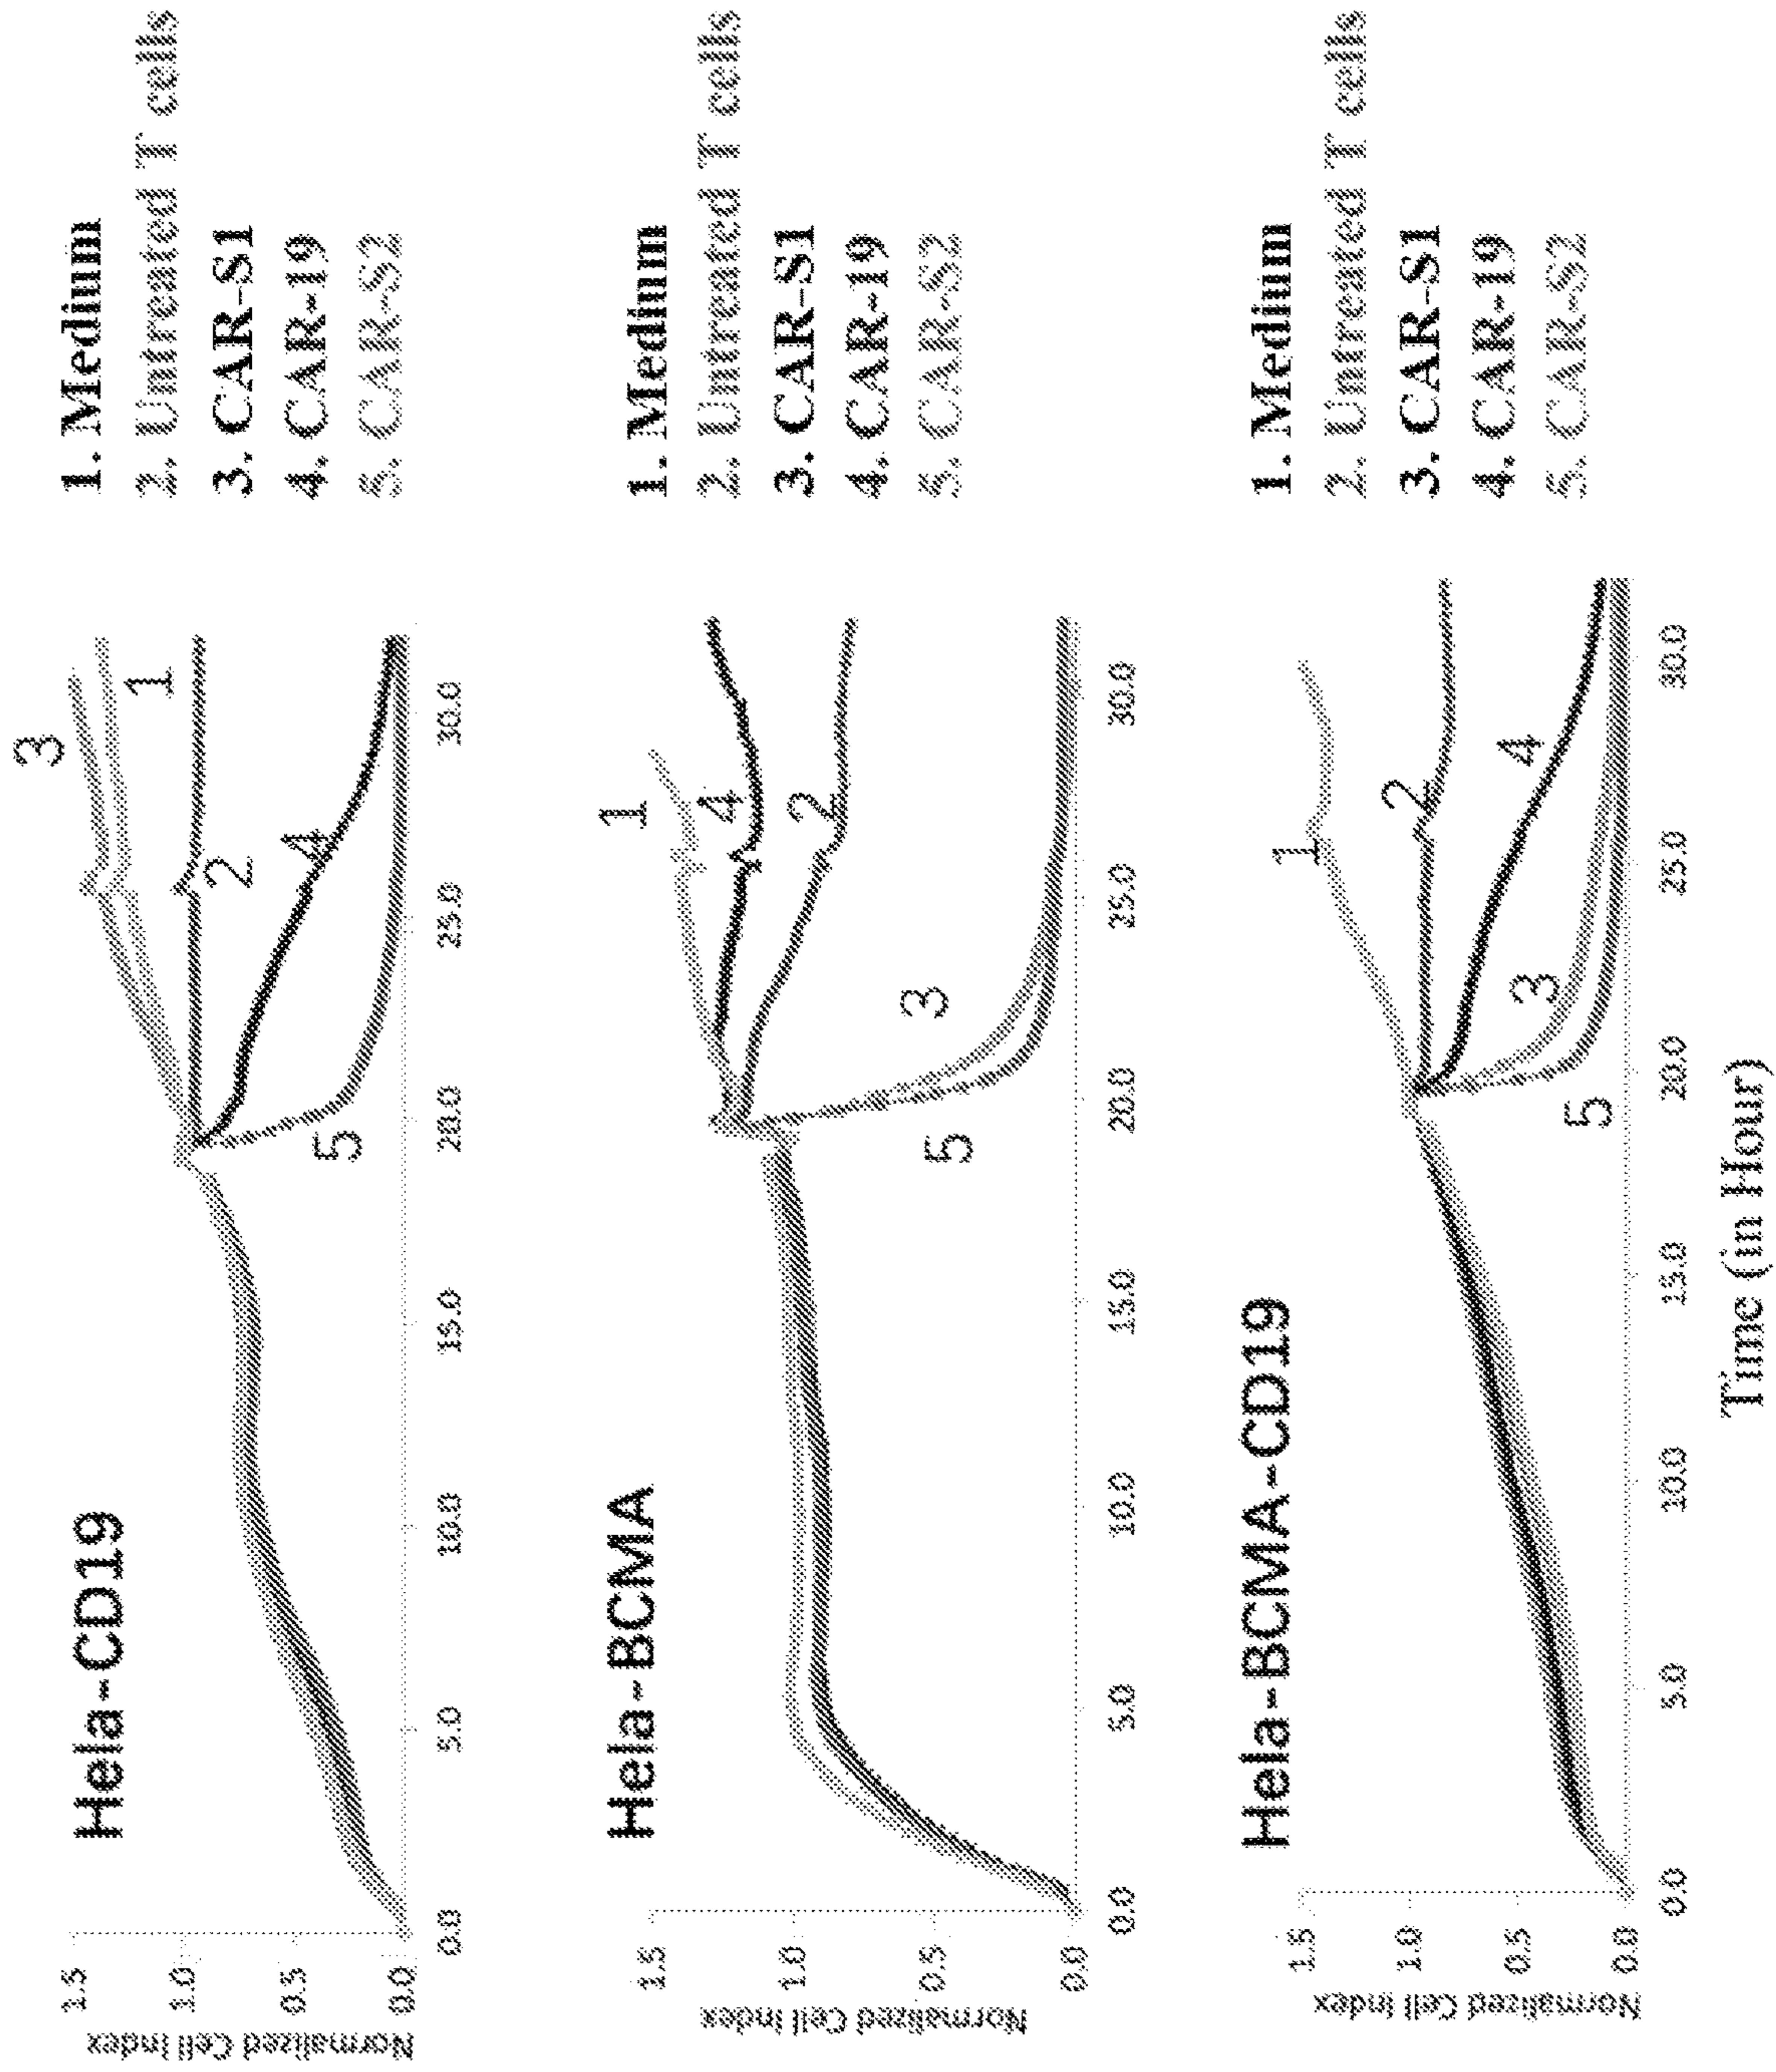 Hela-CD19
Normalized Cell Index
1.5
1.0
0.5
0.0
0.0
5.0
10.0
15.0
20.0
25.0
30.0
3
1
2
4
5
1. Medium
2. Untreated T cells
3. CAR-S1
4. CAR-19
5. CAR-S2
Hela-BCMA
Normalized Cell Index
1.5
1.0
0.5
0.0
0.0
5.0
10.0
15.0
20.0
25.0
30.0
1
4
2
3
5
1. Medium
2. Untreated T cells
3. CAR-S1
4. CAR-19
5. CAR-S2
Hela-BCMA-CD19
Normalized Cell Index
1.5
1.0
0.5
0.0
0.0
5.0
10.0
15.0
20.0
25.0
30.0
1
2
4
3
5
1. Medium
2. Untreated T cells
3. CAR-S1
4. CAR-19
5. CAR-S2
Time (in Hour)